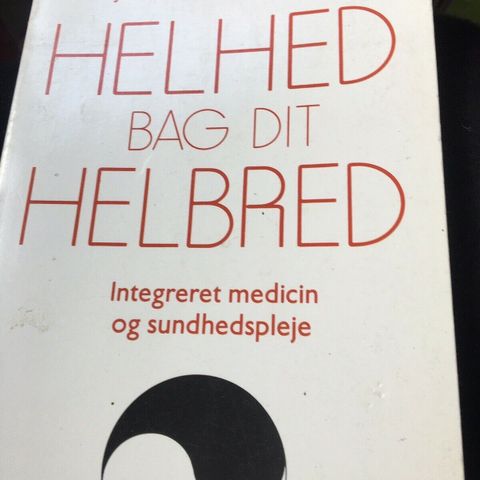 HELHED
BAG DIT
HELBRED
Integreret medicin
og sundhedspleje